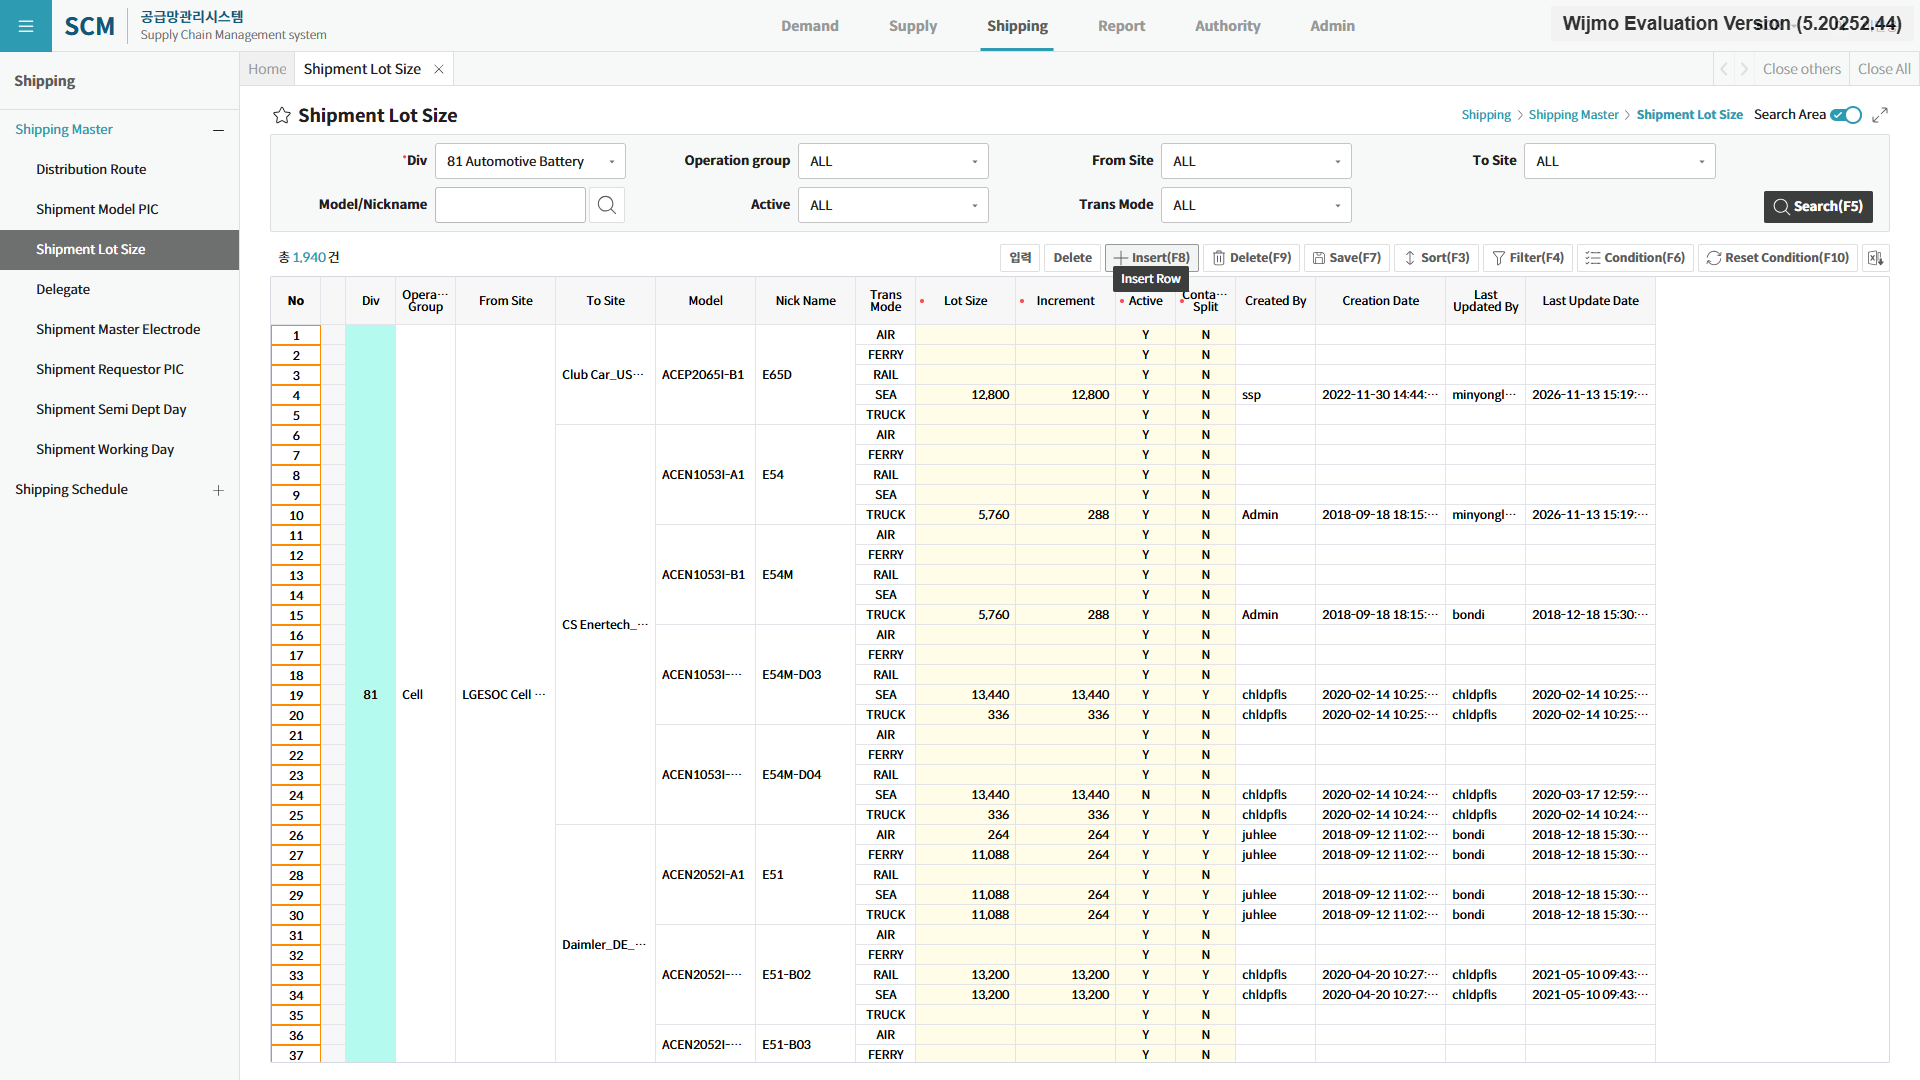 SCM 공급망관리시스템 Supply Chain Management system
Demand Supply Shipping Report Authority Admin
Wijmo Evaluation Version (5.20252.44)
Shipping
Home Shipment Lot Size Close others Close All
Shipping Master
Distribution Route
Shipment Model PIC
Shipment Lot Size
Delegate
Shipment Master Electrode
Shipment Requestor PIC
Shipment Semi Dept Day
Shipment Working Day
Shipping Schedule
Shipment Lot Size
Shipping > Shipping Master > Shipment Lot Size Search Area
*Div 81 Automotive Battery Operation group ALL From Site ALL To Site ALL
Model/Nickname Active ALL Trans Mode ALL Search(F5)
총 1,940 건 입력 Delete Insert(F8) Delete(F9) Save(F7) Sort(F3) Filter(F4) Condition(F6) Reset Condition(F10)
Insert Row
No Div Opera··· Group From Site To Site Model Nick Name Trans Mode Lot Size Increment Active Conta··· Split Created By Creation Date Last Updated By Last Update Date
81 Cell LGESOC Cell ···
Club Car_US··· ACEP2065I-B1 E65D
1 AIR Y N
2 FERRY Y N
3 RAIL Y N
4 SEA 12,800 12,800 Y N ssp 2022-11-30 14:44:··· minyongl··· 2026-11-13 15:19:···
5 TRUCK Y N
CS Enertech_··· ACEN1053I-A1 E54
6 AIR Y N
7 FERRY Y N
8 RAIL Y N
9 SEA Y N
10 TRUCK 5,760 288 Y N Admin 2018-09-18 18:15:··· minyongl··· 2026-11-13 15:19:···
ACEN1053I-B1 E54M
11 AIR Y N
12 FERRY Y N
13 RAIL Y N
14 SEA Y N
15 TRUCK 5,760 288 Y N Admin 2018-09-18 18:15:··· bondi 2018-12-18 15:30:···
ACEN1053I-··· E54M-D03
16 AIR Y N
17 FERRY Y N
18 RAIL Y N
19 SEA 13,440 13,440 Y Y chldpfls 2020-02-14 10:25:··· chldpfls 2020-02-14 10:25:···
20 TRUCK 336 336 Y N chldpfls 2020-02-14 10:25:··· chldpfls 2020-02-14 10:25:···
ACEN1053I-··· E54M-D04
21 AIR Y N
22 FERRY Y N
23 RAIL Y N
24 SEA 13,440 13,440 N N chldpfls 2020-02-14 10:24:··· chldpfls 2020-03-17 12:59:···
25 TRUCK 336 336 Y N chldpfls 2020-02-14 10:24:··· chldpfls 2020-02-14 10:24:···
Daimler_DE_··· ACEN2052I-A1 E51
26 AIR 264 264 Y Y juhlee 2018-09-12 11:02:··· bondi 2018-12-18 15:30:···
27 FERRY 11,088 264 Y Y juhlee 2018-09-12 11:02:··· bondi 2018-12-18 15:30:···
28 RAIL Y N
29 SEA 11,088 264 Y Y juhlee 2018-09-12 11:02:··· bondi 2018-12-18 15:30:···
30 TRUCK 11,088 264 Y Y juhlee 2018-09-12 11:02:··· bondi 2018-12-18 15:30:···
ACEN2052I-··· E51-B02
31 AIR Y N
32 FERRY Y N
33 RAIL 13,200 13,200 Y Y chldpfls 2020-04-20 10:27:··· chldpfls 2021-05-10 09:43:···
34 SEA 13,200 13,200 Y Y chldpfls 2020-04-20 10:27:··· chldpfls 2021-05-10 09:43:···
35 TRUCK Y N
ACEN2052I-··· E51-B03
36 AIR Y N
37 FERRY Y N